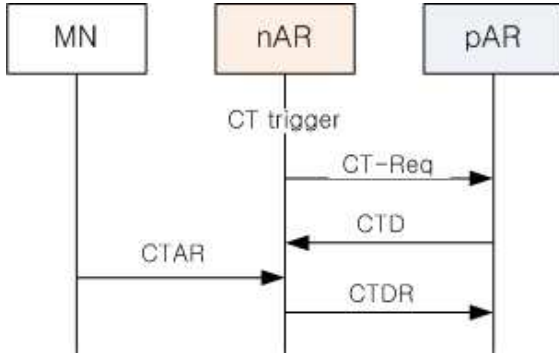 MN nAR pAR
CT trigger
CT-Req
CTD
CTAR
CTDR